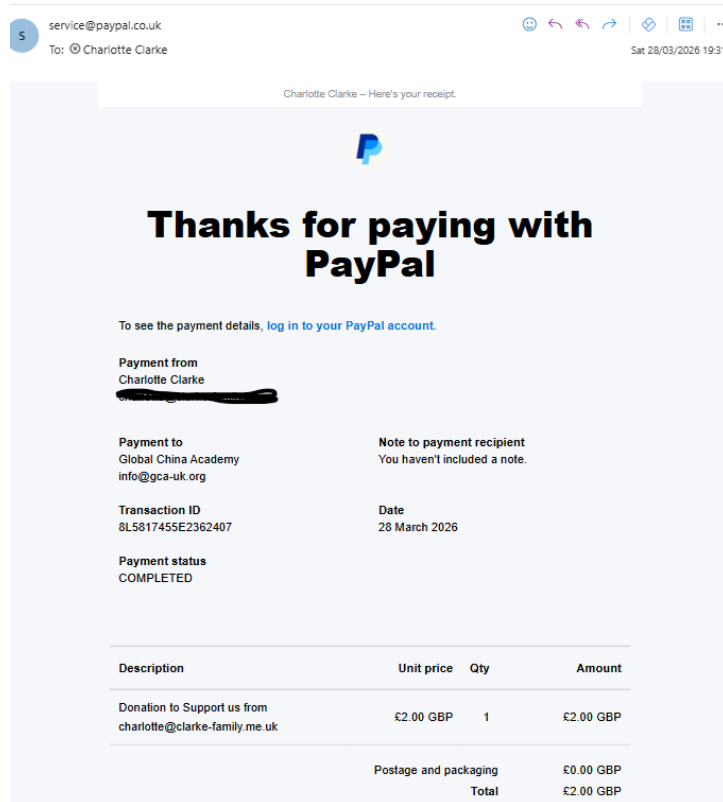 S
service@paypal.co.uk
To: Charlotte Clarke
Sat 28/03/2026 19:31
Charlotte Clarke – Here's your receipt.
Thanks for paying with
PayPal
To see the payment details, log in to your PayPal account.
Payment from
Charlotte Clarke
Payment to
Global China Academy
info@gca-uk.org
Note to payment recipient
You haven't included a note.
Transaction ID
8L5817455E2362407
Date
28 March 2026
Payment status
COMPLETED
Description Unit price Qty Amount
Donation to Support us from
charlotte@clarke-family.me.uk
£2.00 GBP 1 £2.00 GBP
Postage and packaging £0.00 GBP
Total £2.00 GBP